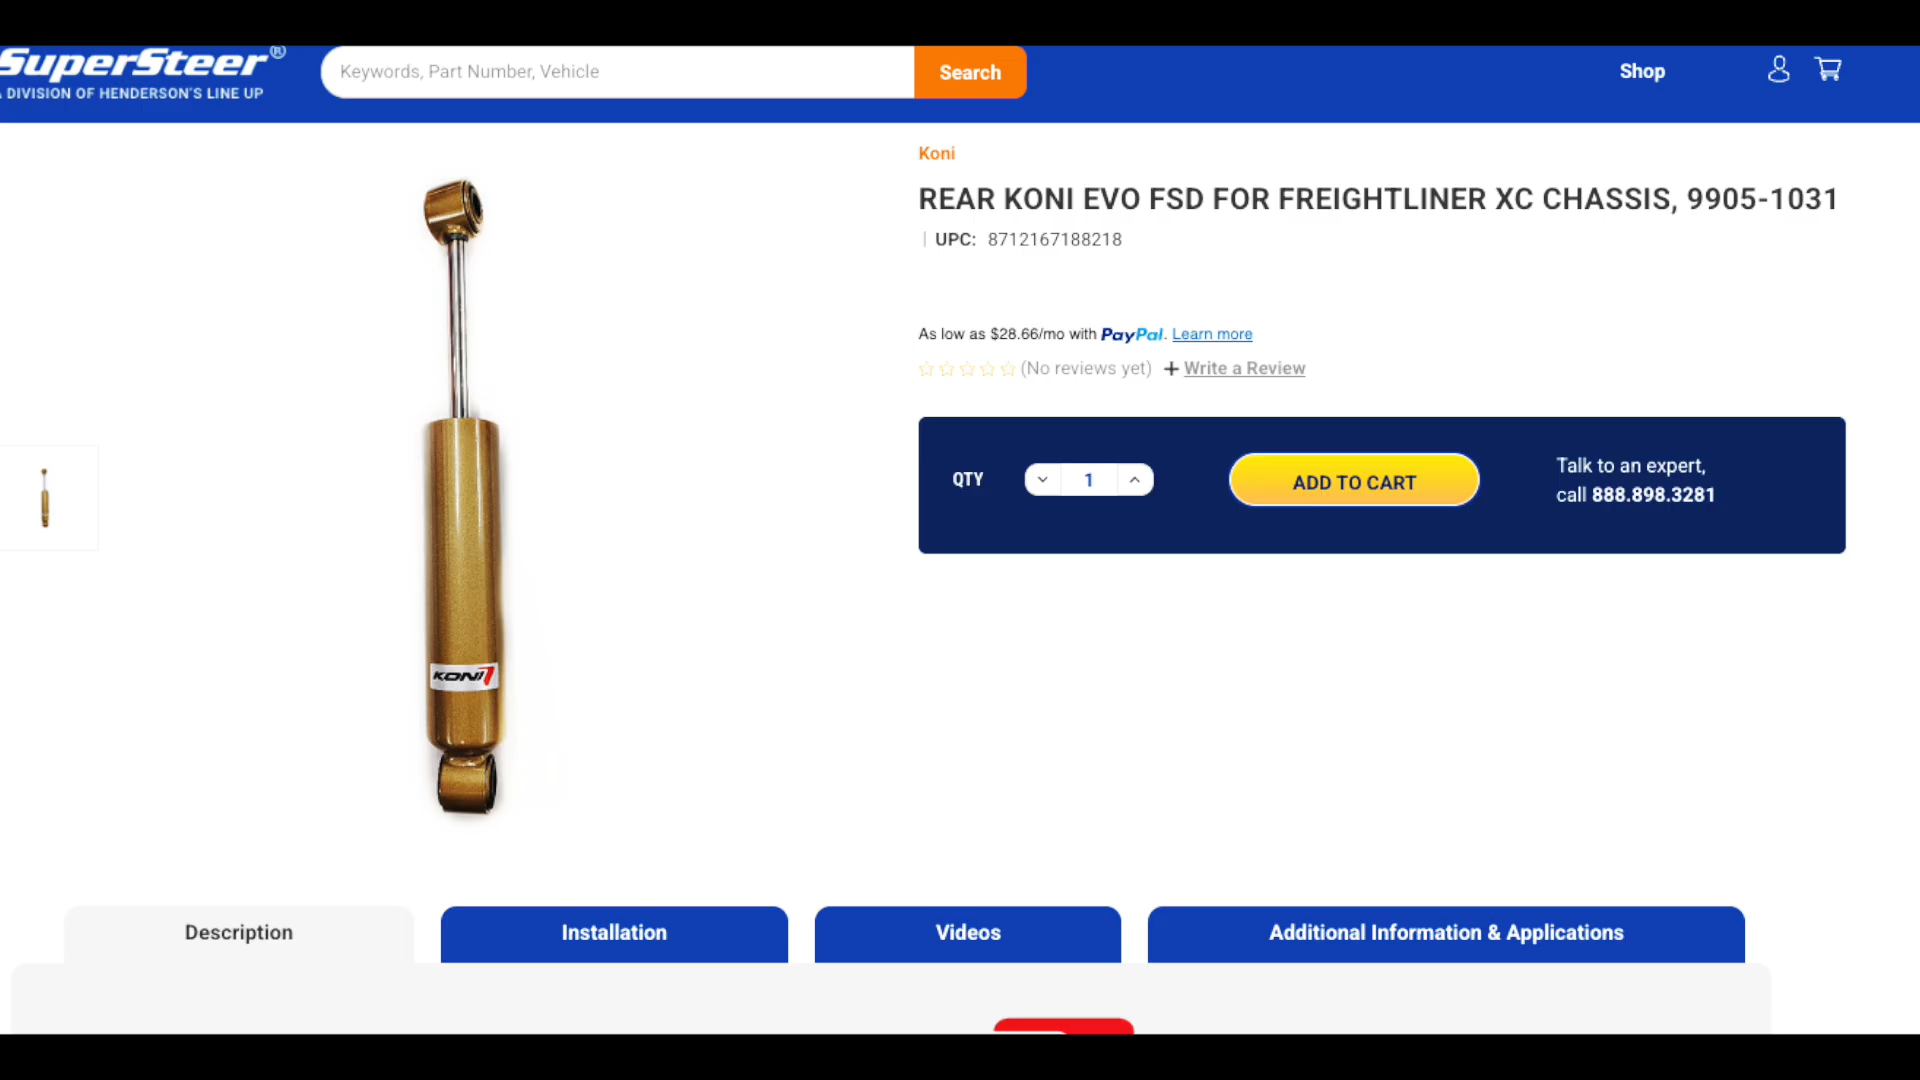 SuperSteer®
A DIVISION OF HENDERSON'S LINE UP
Keywords, Part Number, Vehicle
Search
Shop
Koni
REAR KONI EVO FSD FOR FREIGHTLINER XC CHASSIS, 9905-1031
| UPC: 8712167188218
As low as $28.66/mo with PayPal. Learn more
(No reviews yet) + Write a Review
QTY
1
ADD TO CART
Talk to an expert,
call 888.898.3281
KONI
Description
Installation
Videos
Additional Information & Applications